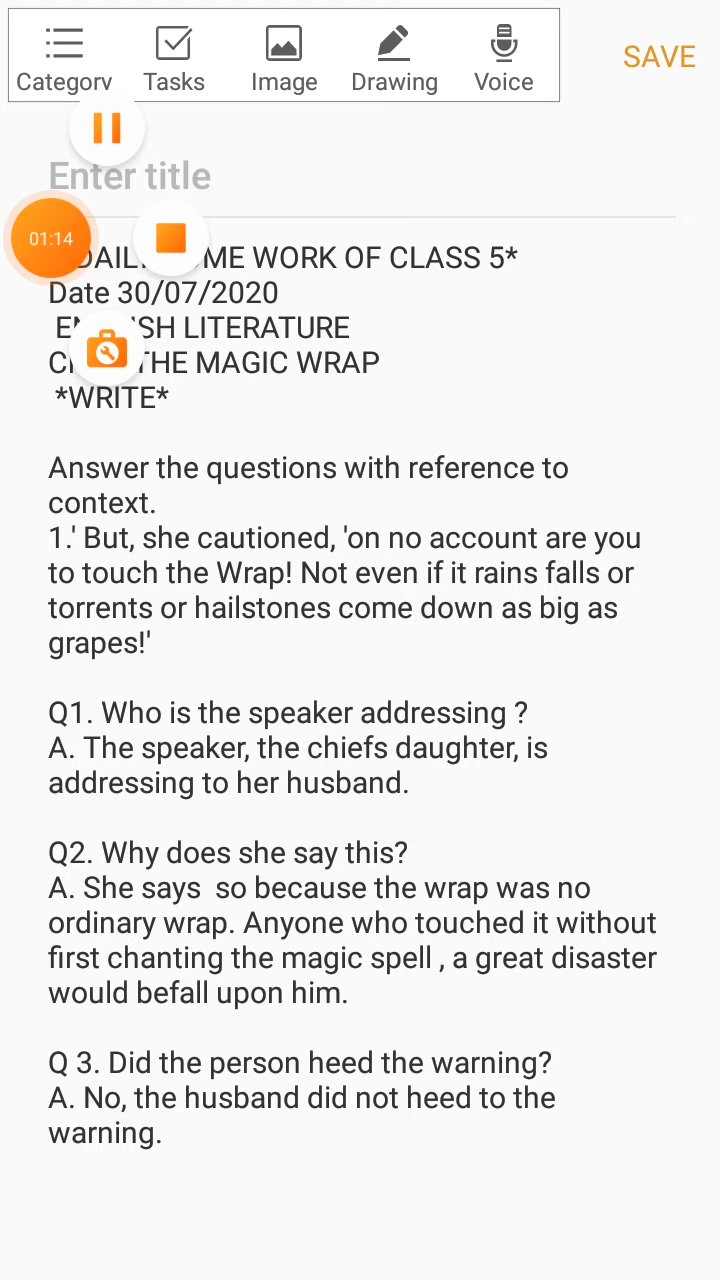 Category Tasks Image Drawing Voice
SAVE
Enter title
01:14
WORK OF CLASS 5*
Date 30/07/2020
LITERATURE
THE MAGIC WRAP
*WRITE*
Answer the questions with reference to
context.
1.' But, she cautioned, 'on no account are you
to touch the Wrap! Not even if it rains falls or
torrents or hailstones come down as big as
grapes!'
Q1. Who is the speaker addressing ?
A. The speaker, the chiefs daughter, is
addressing to her husband.
Q2. Why does she say this?
A. She says  so because the wrap was no
ordinary wrap. Anyone who touched it without
first chanting the magic spell , a great disaster
would befall upon him.
Q 3. Did the person heed the warning?
A. No, the husband did not heed to the
warning.